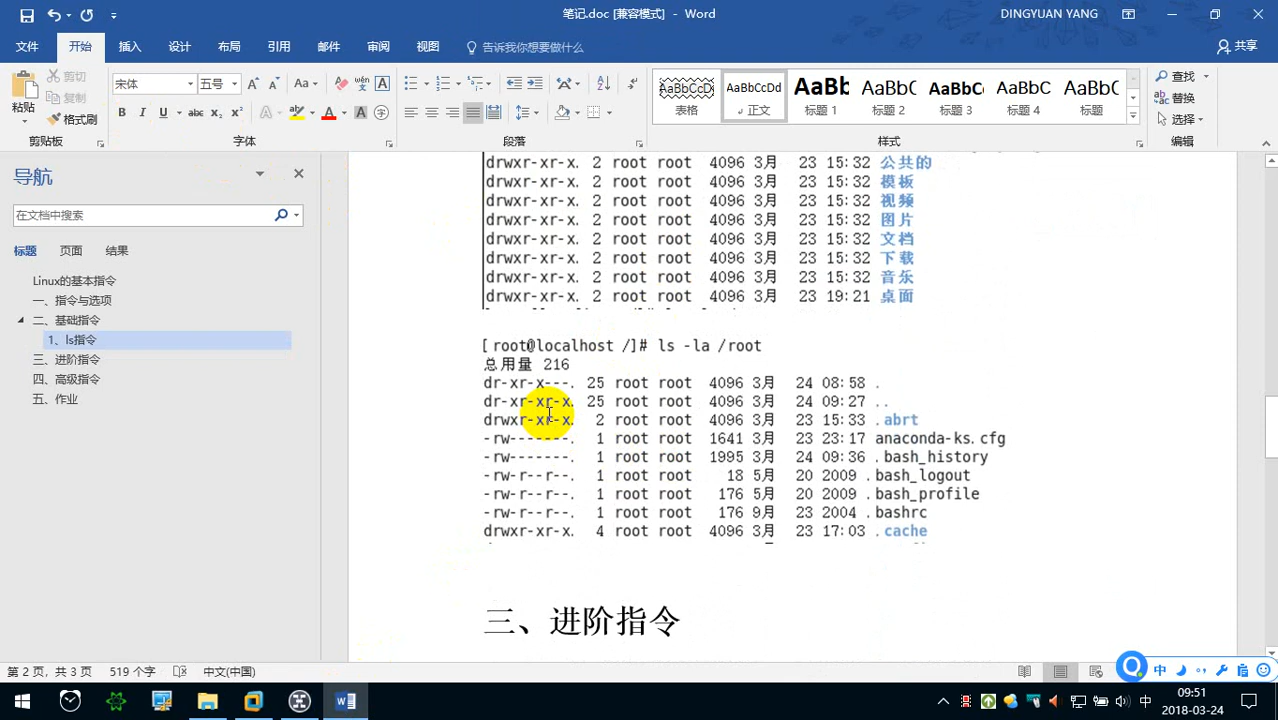 笔记.doc [兼容模式] - Word
DINGYUAN YANG
文件 开始 插入 设计 布局 引用 邮件 审阅 视图 告诉我你想要做什么 共享
剪切
复制
格式刷
粘贴
剪贴板
宋体 五号
字体
段落
AaBbCcDc AaBbCcDd AaBb AaBbC AaBbC AaBbC AaBbC
表格 正文 标题 1 标题 2 标题 3 标题 4 标题
样式
查找
替换
选择
编辑
导航
在文档中搜索
标题 页面 结果
Linux的基本指令
一、指令与选项
二、基础指令
1、ls指令
三、进阶指令
四、高级指令
五、作业
drwxr-xr-x. 2 root root 4096 3月 23 15:32 公共的
drwxr-xr-x. 2 root root 4096 3月 23 15:32 模板
drwxr-xr-x. 2 root root 4096 3月 23 15:32 视频
drwxr-xr-x. 2 root root 4096 3月 23 15:32 图片
drwxr-xr-x. 2 root root 4096 3月 23 15:32 文档
drwxr-xr-x. 2 root root 4096 3月 23 15:32 下载
drwxr-xr-x. 2 root root 4096 3月 23 15:32 音乐
drwxr-xr-x. 2 root root 4096 3月 23 19:21 桌面
[root@localhost /]# ls -la /root
总用量 216
dr-xr-x---. 25 root root 4096 3月 24 08:58 .
dr-xr-xr-x. 25 root root 4096 3月 24 09:27 ..
drwxr-xr-x. 2 root root 4096 3月 23 15:33 .abrt
-rw-------. 1 root root 1641 3月 23 23:17 anaconda-ks.cfg
-rw-------. 1 root root 1995 3月 24 09:36 .bash_history
-rw-r--r--. 1 root root 18 5月 20 2009 .bash_logout
-rw-r--r--. 1 root root 176 5月 20 2009 .bash_profile
-rw-r--r--. 1 root root 176 9月 23 2004 .bashrc
drwxr-xr-x. 4 root root 4096 3月 23 17:03 .cache
三、进阶指令
第 2 页，共 3 页 519 个字 中文(中国)
中
中
09:51
2018-03-24